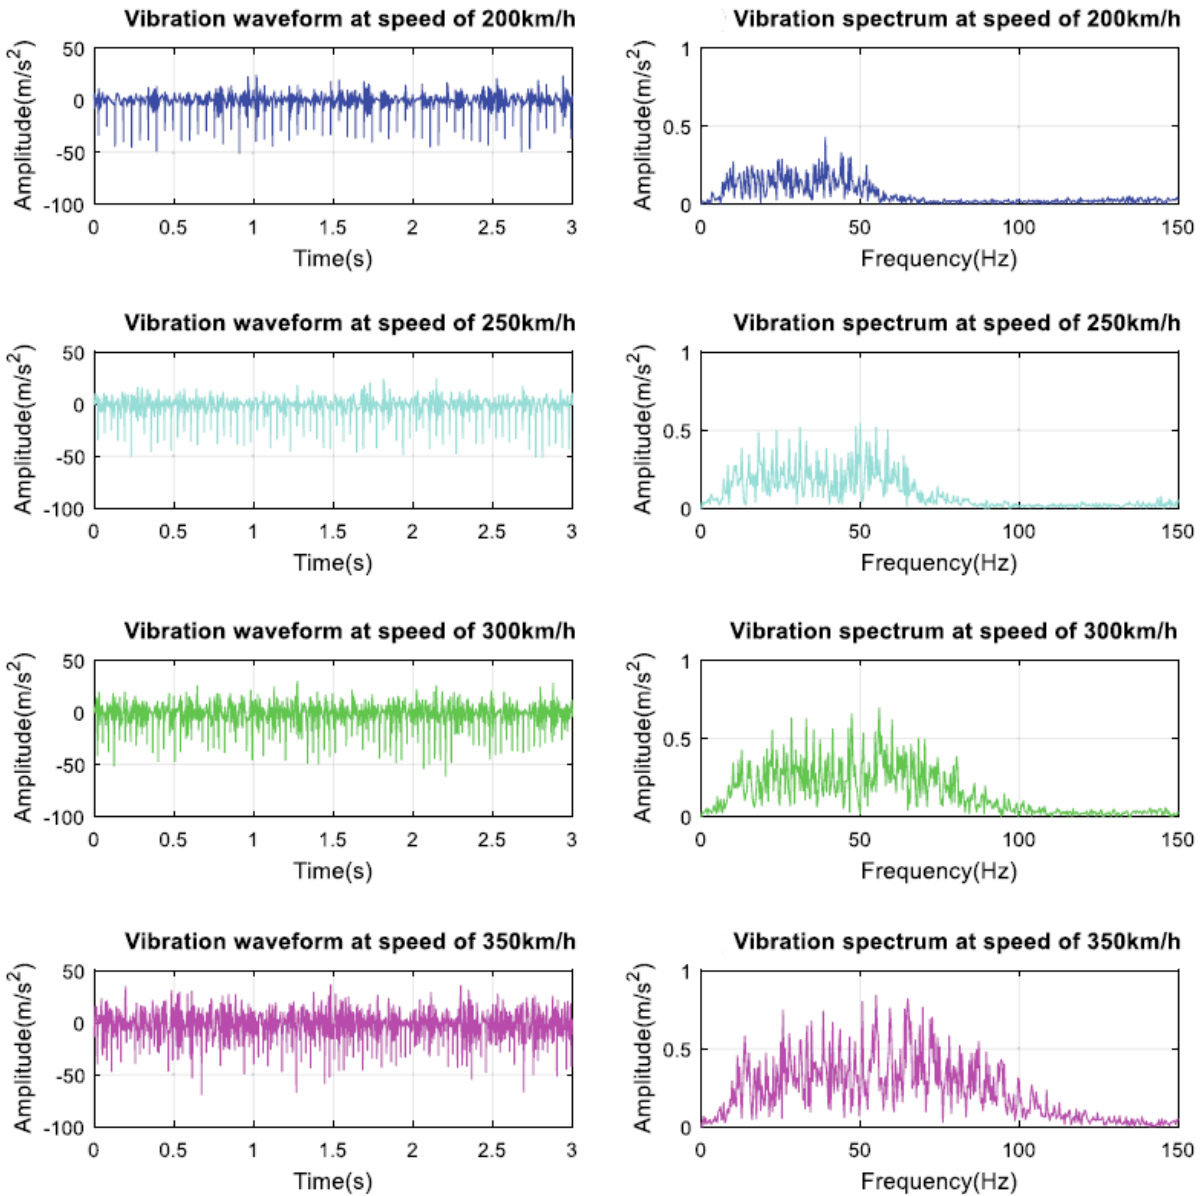 Vibration waveform at speed of 200km/h
Amplitude(m/s²)
50
0
-50
-100
0 0.5 1 1.5 2 2.5 3
Time(s)
Vibration spectrum at speed of 200km/h
Amplitude(m/s²)
1
0.5
0
0 50 100 150
Frequency(Hz)
Vibration waveform at speed of 250km/h
Amplitude(m/s²)
50
0
-50
-100
0 0.5 1 1.5 2 2.5 3
Time(s)
Vibration spectrum at speed of 250km/h
Amplitude(m/s²)
1
0.5
0
0 50 100 150
Frequency(Hz)
Vibration waveform at speed of 300km/h
Amplitude(m/s²)
50
0
-50
-100
0 0.5 1 1.5 2 2.5 3
Time(s)
Vibration spectrum at speed of 300km/h
Amplitude(m/s²)
1
0.5
0
0 50 100 150
Frequency(Hz)
Vibration waveform at speed of 350km/h
Amplitude(m/s²)
50
0
-50
-100
0 0.5 1 1.5 2 2.5 3
Time(s)
Vibration spectrum at speed of 350km/h
Amplitude(m/s²)
1
0.5
0
0 50 100 150
Frequency(Hz)